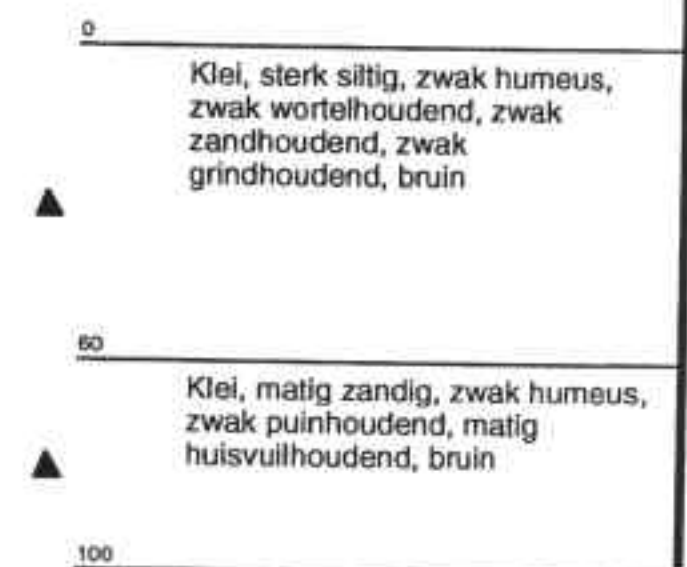 0
Klei, sterk siltig, zwak humeus,
zwak wortelhoudend, zwak
zandhoudend, zwak
grindhoudend, bruin
60
Klei, matig zandig, zwak humeus,
zwak puinhoudend, matig
huisvuilhoudend, bruin
100